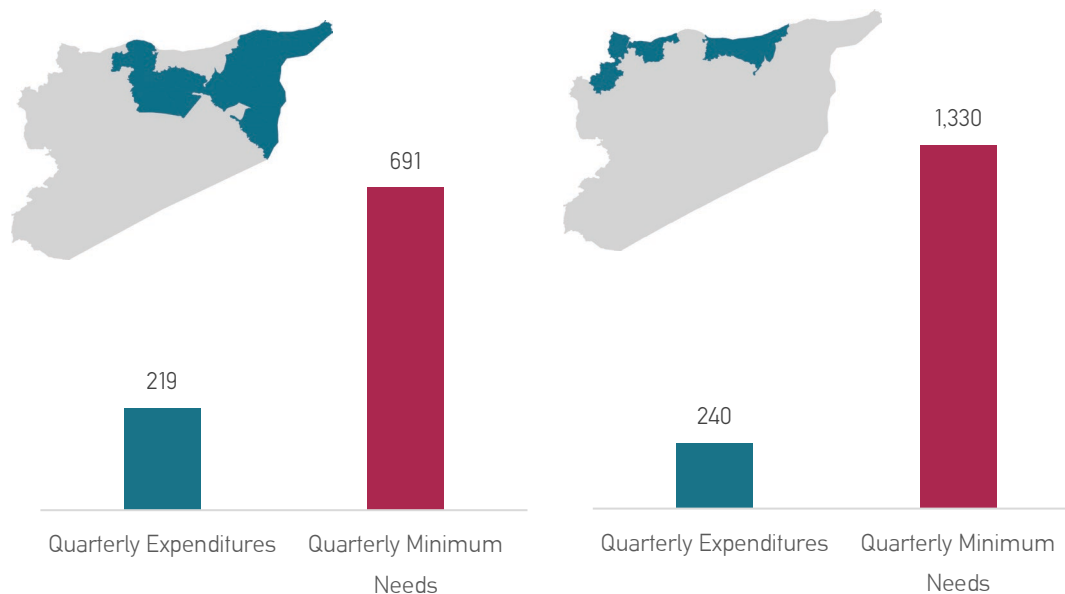 691
219
Quarterly Expenditures
Quarterly Minimum
Needs
1,330
240
Quarterly Expenditures
Quarterly Minimum
Needs